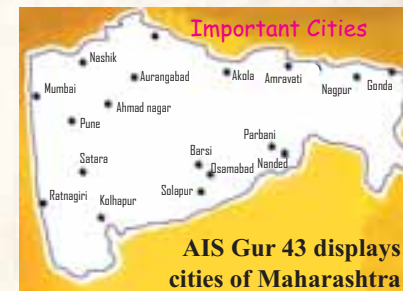 Important Cities
Nashik
Aurangabad
Akola
Amravati
Nagpur
Gonda
Mumbai
Ahmad nagar
Pune
Parbani
Satara
Barsi
Nanded
Osamabad
Ratnagiri
Kolhapur
Solapur
AIS Gur 43 displays
cities of Maharashtra